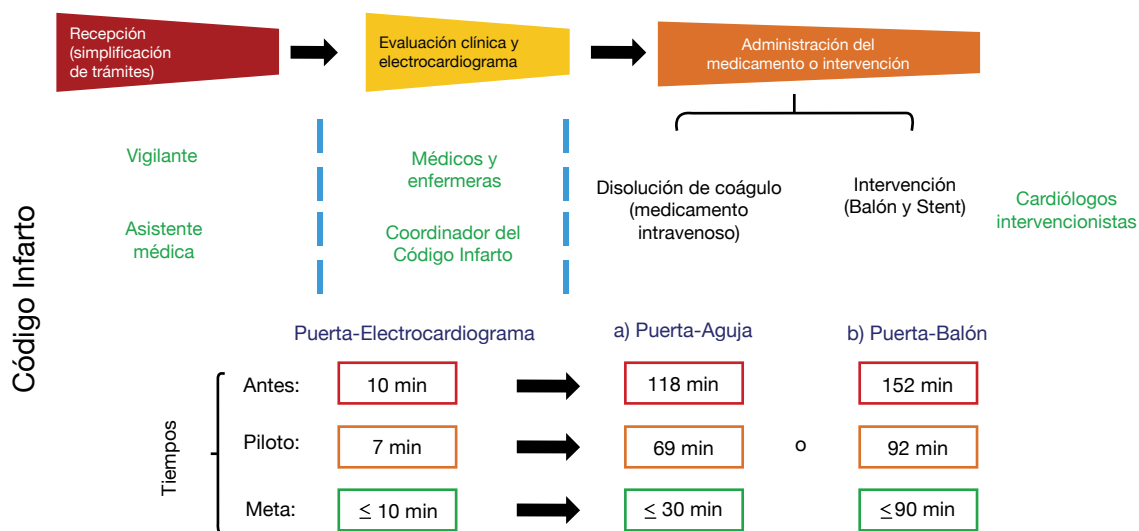 Recepción
(simplificación
de trámites)
Evaluación clínica y
electrocardiograma
Administración del
medicamento o intervención
Vigilante
Asistente
médica
Médicos y
enfermeras
Coordinador del
Código Infarto
Disolución de coágulo
(medicamento
intravenoso)
Intervención
(Balón y Stent)
Cardiólogos
intervencionistas
Código Infarto
Puerta-Electrocardiograma
a) Puerta-Aguja
b) Puerta-Balón
Tiempos
Antes:
10 min
118 min
152 min
Piloto:
7 min
69 min
o
92 min
Meta:
≤ 10 min
≤ 30 min
≤90 min